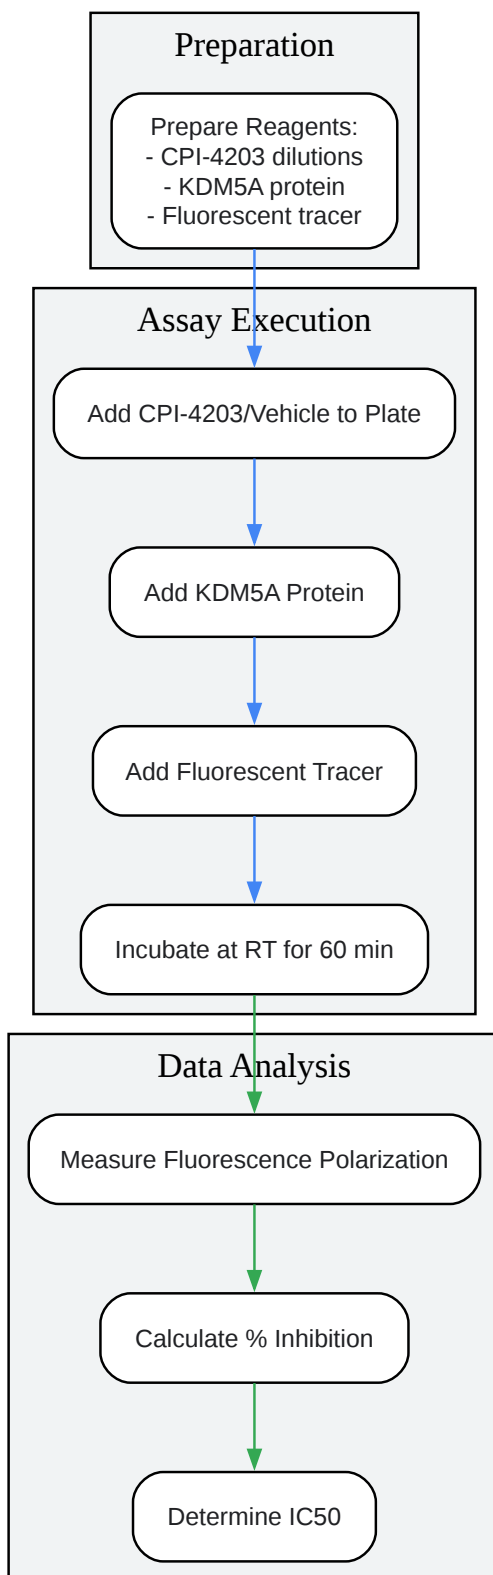 Preparation
Prepare Reagents:
- CPI-4203 dilutions
- KDM5A protein
- Fluorescent tracer
Assay Execution
Add CPI-4203/Vehicle to Plate
Add KDM5A Protein
Add Fluorescent Tracer
Incubate at RT for 60 min
Data Analysis
Measure Fluorescence Polarization
Calculate % Inhibition
Determine IC50